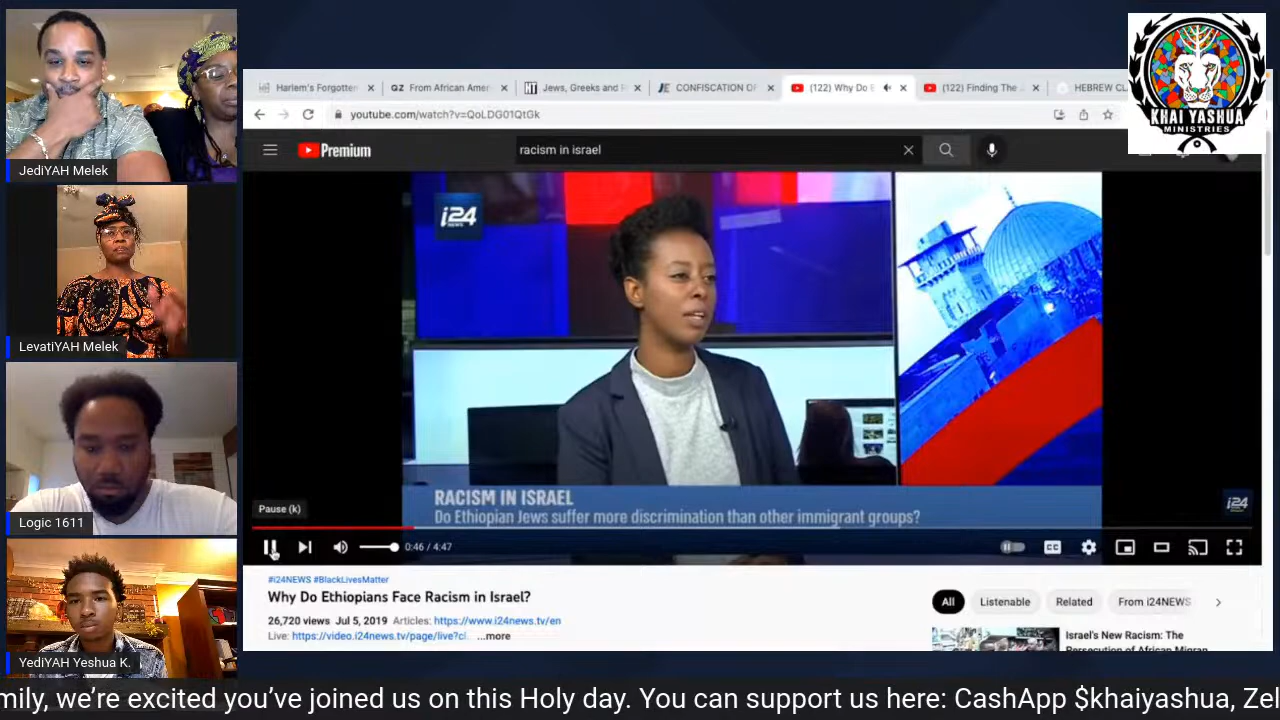 JediYAH Melek
LevatiYAH Melek
Logic 1611
YediYAH Yeshua K.
Harlem's Forgotten
QZ From African Amer
Jews, Greeks and
CONFISCATION OF
(122) Why Do E
(122) Finding The
HEBREW CL
youtube.com/watch?v=QoLDG01QtGk
KHAI YASHUA
MINISTRIES
Premium
racism in israel
i24
NEWS
RACISM IN ISRAEL
Do Ethiopian Jews suffer more discrimination than other immigrant groups?
i24
Pause (k)
0:46 / 4:47
CC
#i24NEWS #BlackLivesMatter
Why Do Ethiopians Face Racism in Israel?
26,720 views Jul 5, 2019 Articles: https://www.i24news.tv/en
Live: https://video.i24news.tv/page/live?cl. ...more
All
Listenable
Related
From i24NEWS
Israel's New Racism: The
Persecution of African Migran
mily, we're excited you've joined us on this Holy day. You can support us here: CashApp $khaiyashua, Zel